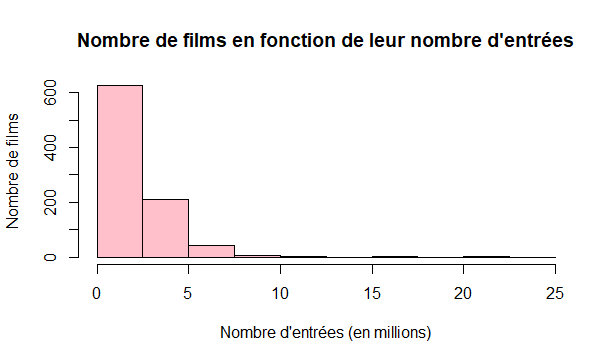 Nombre de films en fonction de leur nombre d'entrées
Nombre de films
600
400
200
0
0 5 10 15 20 25
Nombre d'entrées (en millions)